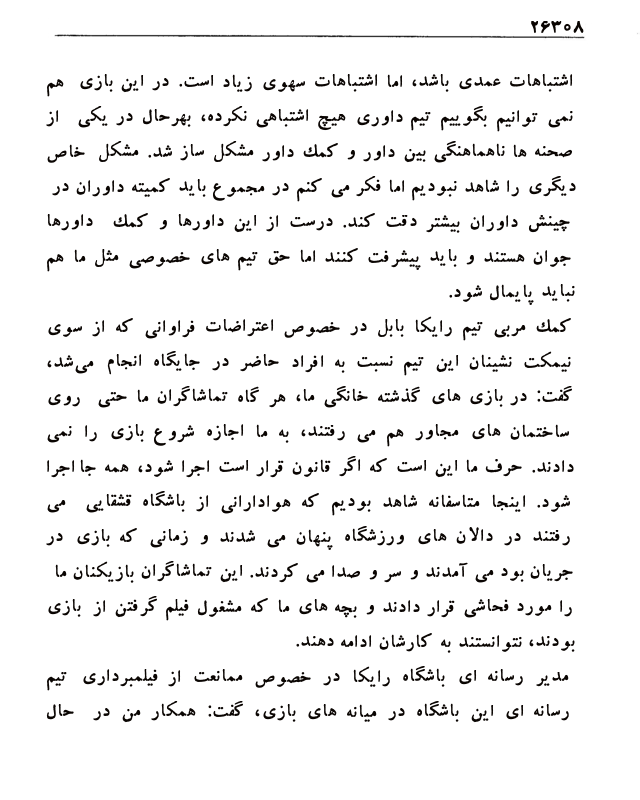 ۲۶۳۰۸
اشتباهات عمدی باشد، اما اشتباهات سهوی زیاد است. در این بازی هم
نمی توانیم بگوییم تیم داوری هیچ اشتباهی نکرده، بهرحال در یکی از
صحنه ها ناهماهنگی بین داور و کمک داور مشکل ساز شد. مشکل خاص
دیگری را شاهد نبودیم اما فکر می کنم در مجموع باید کمیته داوران در
چینش داوران بیشتر دقت کند. درست از این داورها و کمک داورها
جوان هستند و باید پیشرفت کنند اما حق تیم های خصوصی مثل ما هم
نباید پایمال شود.
کمک مربی تیم رایکا بابل در خصوص اعتراضات فراوانی که از سوی
نیمکت نشینان این تیم نسبت به افراد حاضر در جایگاه انجام می‌شد،
گفت: در بازی های گذشته خانگی ما، هر گاه تماشاگران ما حتی روی
ساختمان های مجاور هم می رفتند، به ما اجازه شروع بازی را نمی
دادند. حرف ما این است که اگر قانون قرار است اجرا شود، همه جا اجرا
شود. اینجا متاسفانه شاهد بودیم که هوادارانی از باشگاه قشقایی می
رفتند در دالان های ورزشگاه پنهان می شدند و زمانی که بازی در
جریان بود می آمدند و سر و صدا می کردند. این تماشاگران بازیکنان ما
را مورد فحاشی قرار دادند و بچه های ما که مشغول فیلم گرفتن از بازی
بودند، نتوانستند به کارشان ادامه دهند.
مدیر رسانه ای باشگاه رایکا در خصوص ممانعت از فیلمبرداری تیم
رسانه ای این باشگاه در میانه های بازی، گفت: همکار من در حال